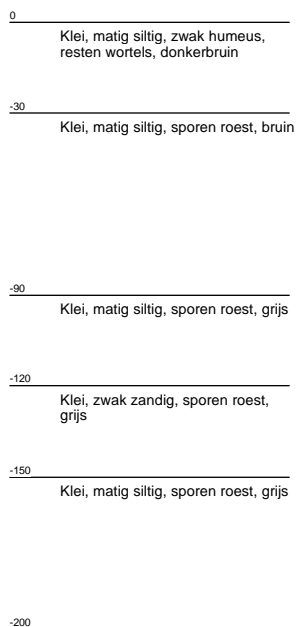 0
Klei, matig siltig, zwak humeus,
resten wortels, donkerbruin
-30
Klei, matig siltig, sporen roest, bruin
-90
Klei, matig siltig, sporen roest, grijs
-120
Klei, zwak zandig, sporen roest,
grijs
-150
Klei, matig siltig, sporen roest, grijs
-200